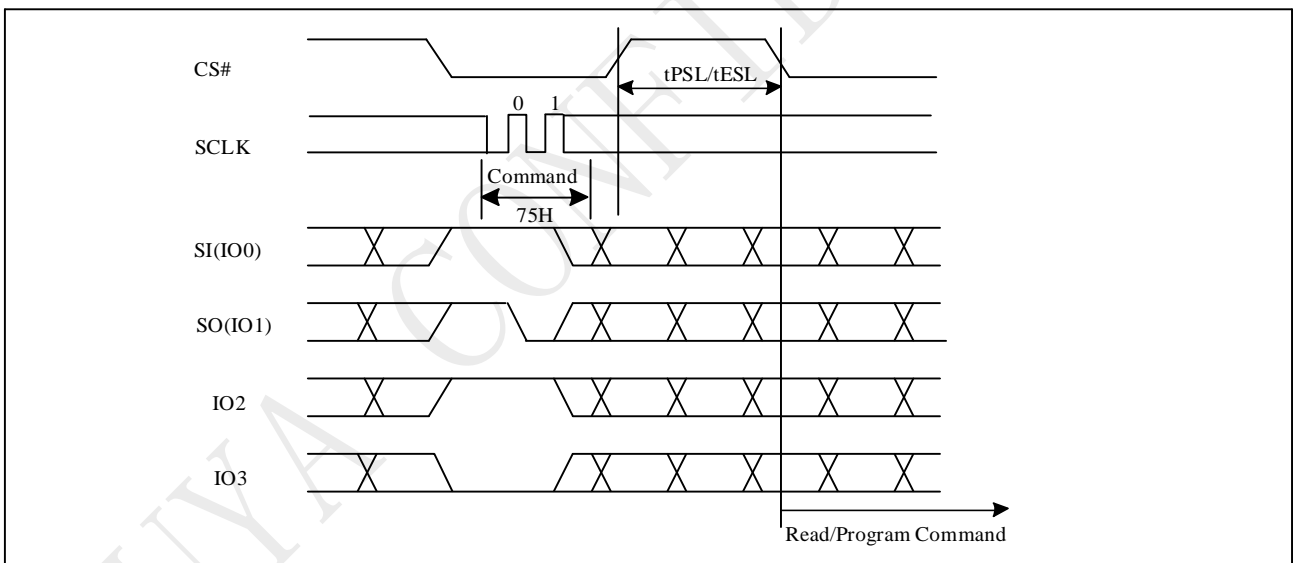 CS#
tPSL/tESL
0 1
SCLK
Command
75H
SI(IO0)
SO(IO1)
IO2
IO3
Read/Program Command